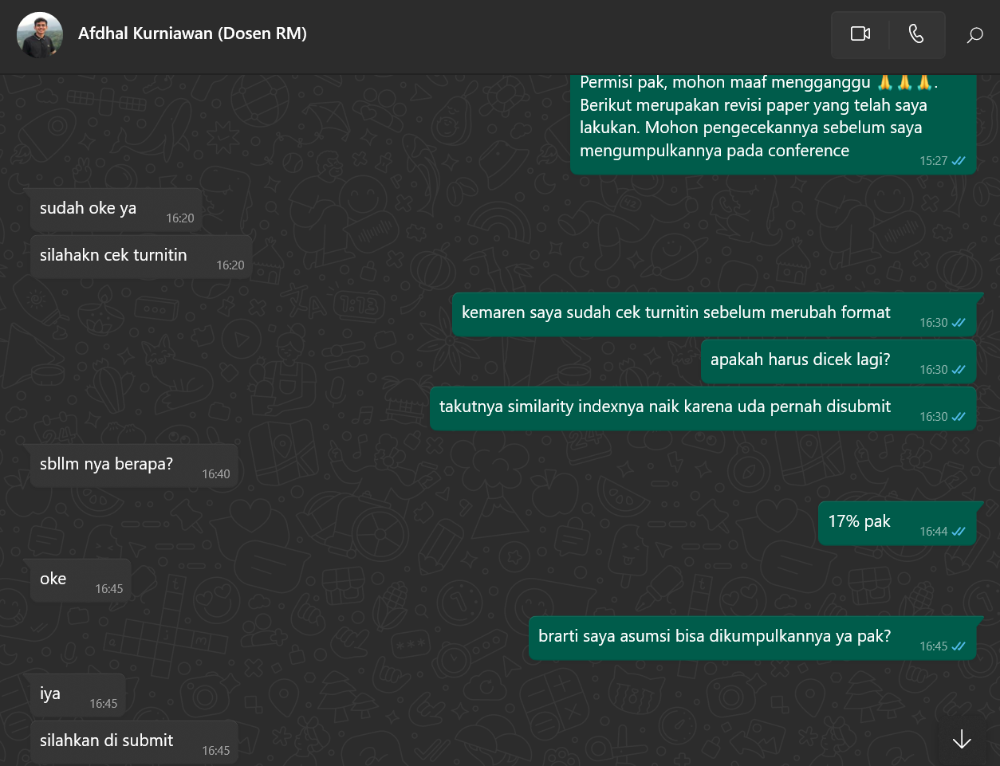 Afdhal Kurniawan (Dosen RM)
Permisi pak, mohon maaf mengganggu 🙏🙏🙏.
Berikut merupakan revisi paper yang telah saya
lakukan. Mohon pengecekannya sebelum saya
mengumpulkannya pada conference
15:27
sudah oke ya
16:20
silahakn cek turnitin
16:20
kemaren saya sudah cek turnitin sebelum merubah format
16:30
apakah harus dicek lagi?
16:30
takutnya similarity indexnya naik karena uda pernah disubmit
16:30
sbllm nya berapa?
16:40
17% pak
16:44
oke
16:45
brarti saya asumsi bisa dikumpulkannya ya pak?
16:45
iya
16:45
silahkan di submit
16:45